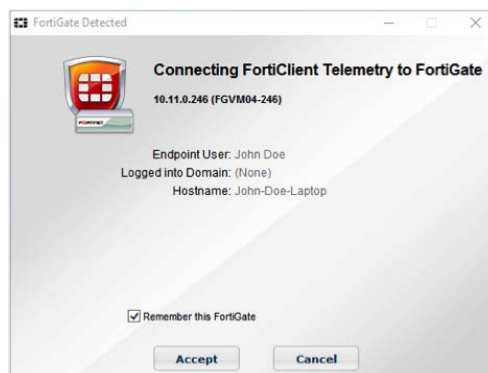 FortiGate Detected
Connecting FortiClient Telemetry to FortiGate
10.11.0.246 (FGVM04-246)
FORTINET
Endpoint User: John Doe
Logged into Domain: (None)
Hostname: John-Doe-Laptop
Remember this FortiGate
Accept Cancel